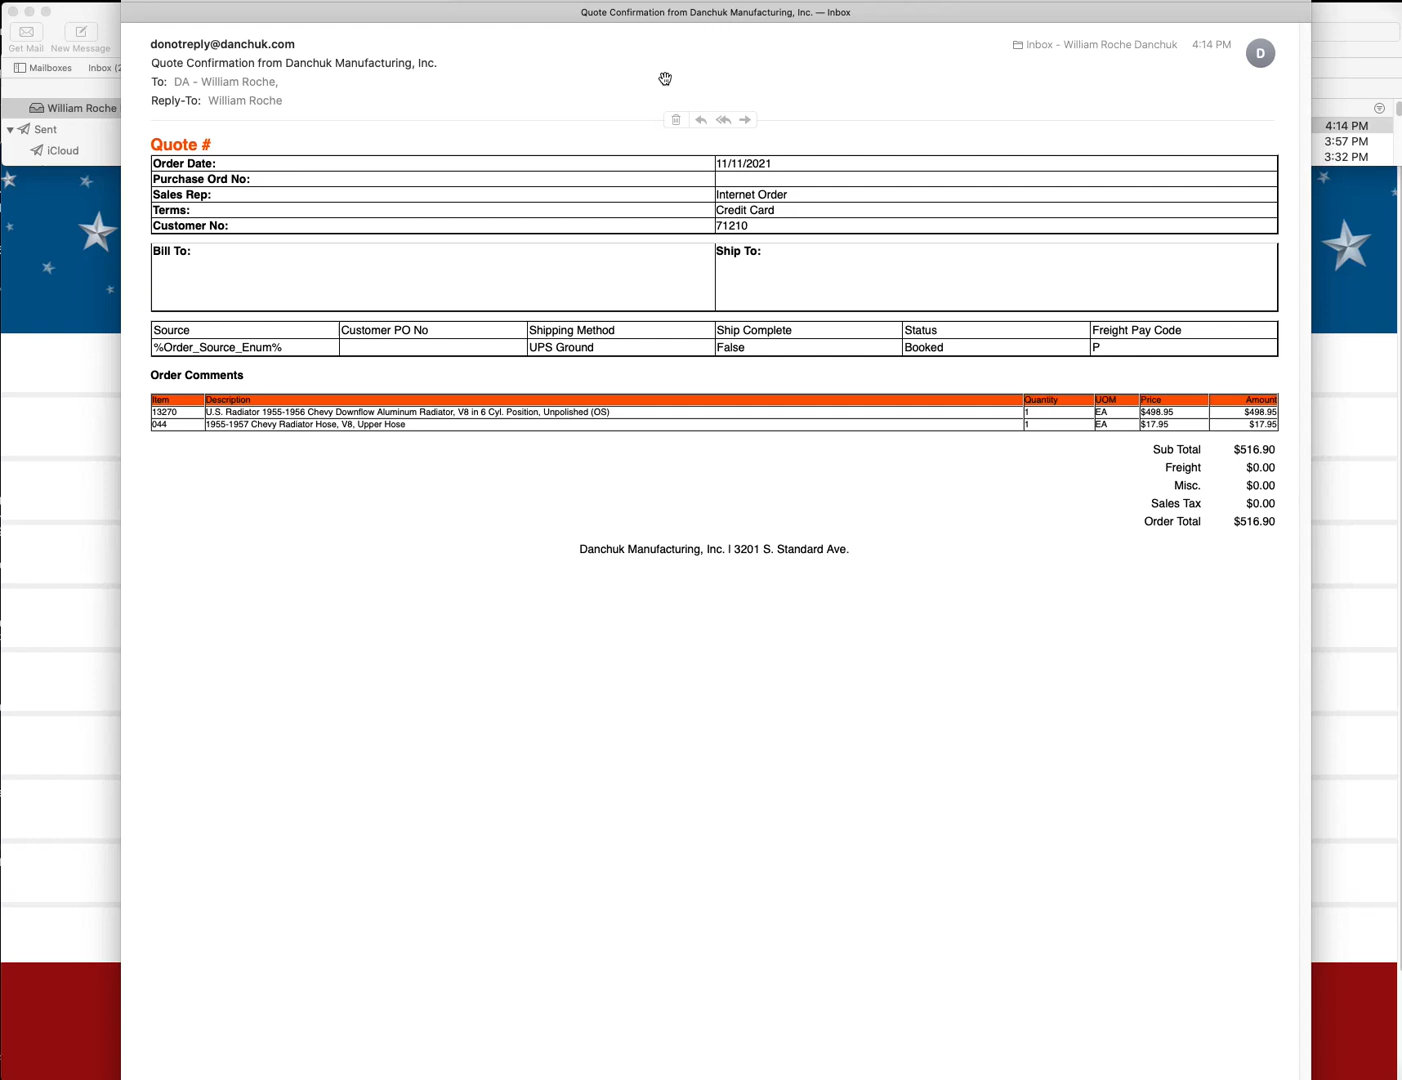 Quote Confirmation from Danchuk Manufacturing, Inc. — Inbox
Get Mail New Message
Mailboxes Inbox (2
William Roche
Sent
iCloud
donotreply@danchuk.com Inbox - William Roche Danchuk 4:14 PM D
Quote Confirmation from Danchuk Manufacturing, Inc.
To: DA - William Roche,
Reply-To: William Roche
4:14 PM
3:57 PM
3:32 PM
Quote #
Order Date: 11/11/2021
Purchase Ord No:
Sales Rep: Internet Order
Terms: Credit Card
Customer No: 71210
Bill To: Ship To:
Source Customer PO No Shipping Method Ship Complete Status Freight Pay Code
%Order_Source_Enum% UPS Ground False Booked P
Order Comments
Item Description Quantity UOM Price Amount
13270 U.S. Radiator 1955-1956 Chevy Downflow Aluminum Radiator, V8 in 6 Cyl. Position, Unpolished (OS) 1 EA $498.95 $498.95
044 1955-1957 Chevy Radiator Hose, V8, Upper Hose 1 EA $17.95 $17.95
Sub Total $516.90
Freight $0.00
Misc. $0.00
Sales Tax $0.00
Order Total $516.90
Danchuk Manufacturing, Inc. | 3201 S. Standard Ave.